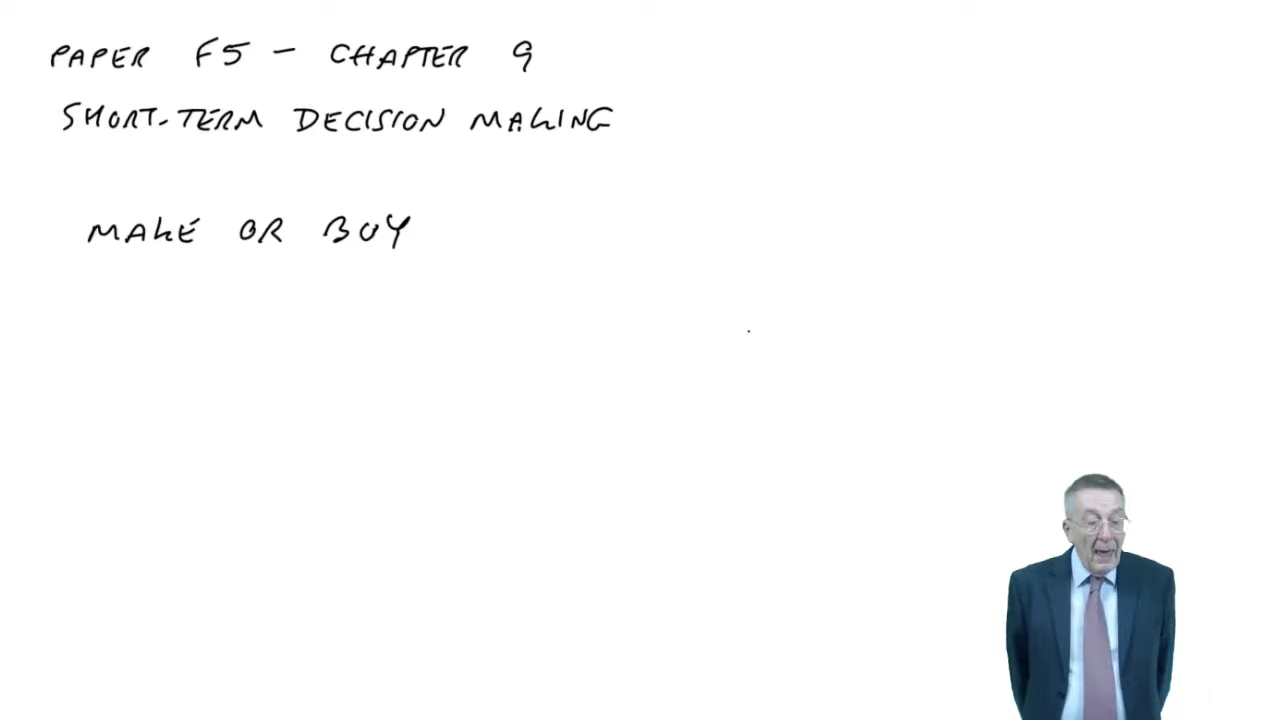 PAPER F5 - CHAPTER 9
SHORT-TERM DECISION MAKING
MAKE OR BUY